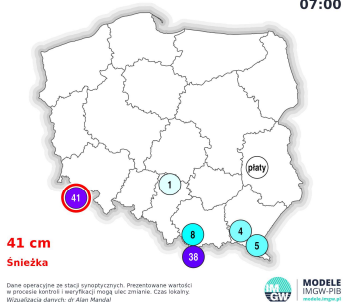 07:00
płaty
1
41
4
8
5
38
41 cm
Śnieżka
Dane operacyjne ze stacji synoptycznych. Prezentowane wartości
w procesie kontroli i weryfikacji mogą ulec zmianie. Czas lokalny.
Wizualizacja danych: dr Alan Mandal
IM
GW
MODELE
IMGW-PIB
modele.imgw.pl